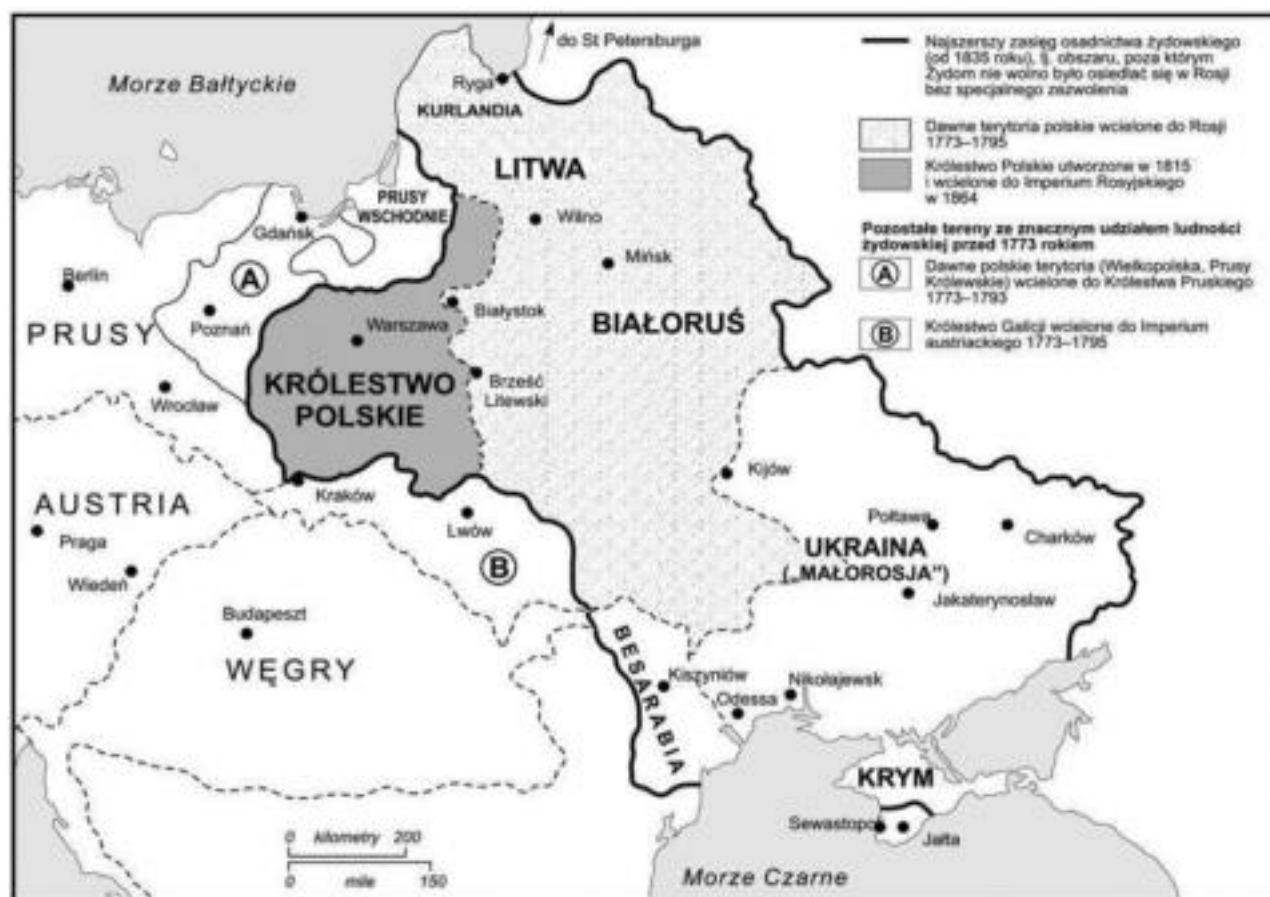 do St Petersburga
Morze Bałtyckie
Ryga
KURLANDIA
LITWA
PRUSY
WSCHODNIE
Wilno
Gdańsk
Mińsk
Berlin
A
Poznań
Białystok
BIAŁORUŚ
PRUSY
Warszawa
KRÓLESTWO
POLSKIE
Brześć
Litewski
Wrocław
Kijów
AUSTRIA
Kraków
Lwów
Połtawa
Charków
Praga
B
UKRAINA
(„MAŁOROSJA")
Wiedeń
Jakaterynosław
Budapeszt
WĘGRY
BESARABIA
Kiszyniów
Nikołajewsk
Odessa
KRYM
Sewastopo
Jałta
Morze Czarne
0 kilometry 200
0 mile 150
Najszerszy zasięg osadnictwa żydowskiego
(od 1835 roku), tj. obszaru, poza którym
Żydom nie wolno było osiedlać się w Rosji
bez specjalnego zezwolenia
Dawne terytoria polskie wcielone do Rosji
1773–1795
Królestwo Polskie utworzone w 1815
i wcielone do Imperium Rosyjskiego
w 1864
Pozostałe tereny ze znacznym udziałem ludności
żydowskiej przed 1773 rokiem
A
Dawne polskie terytoria (Wielkopolska, Prusy
Królewskie) wcielone do Królestwa Pruskiego
1773–1793
B
Królestwo Galicji wcielone do Imperium
austriackiego 1773–1795